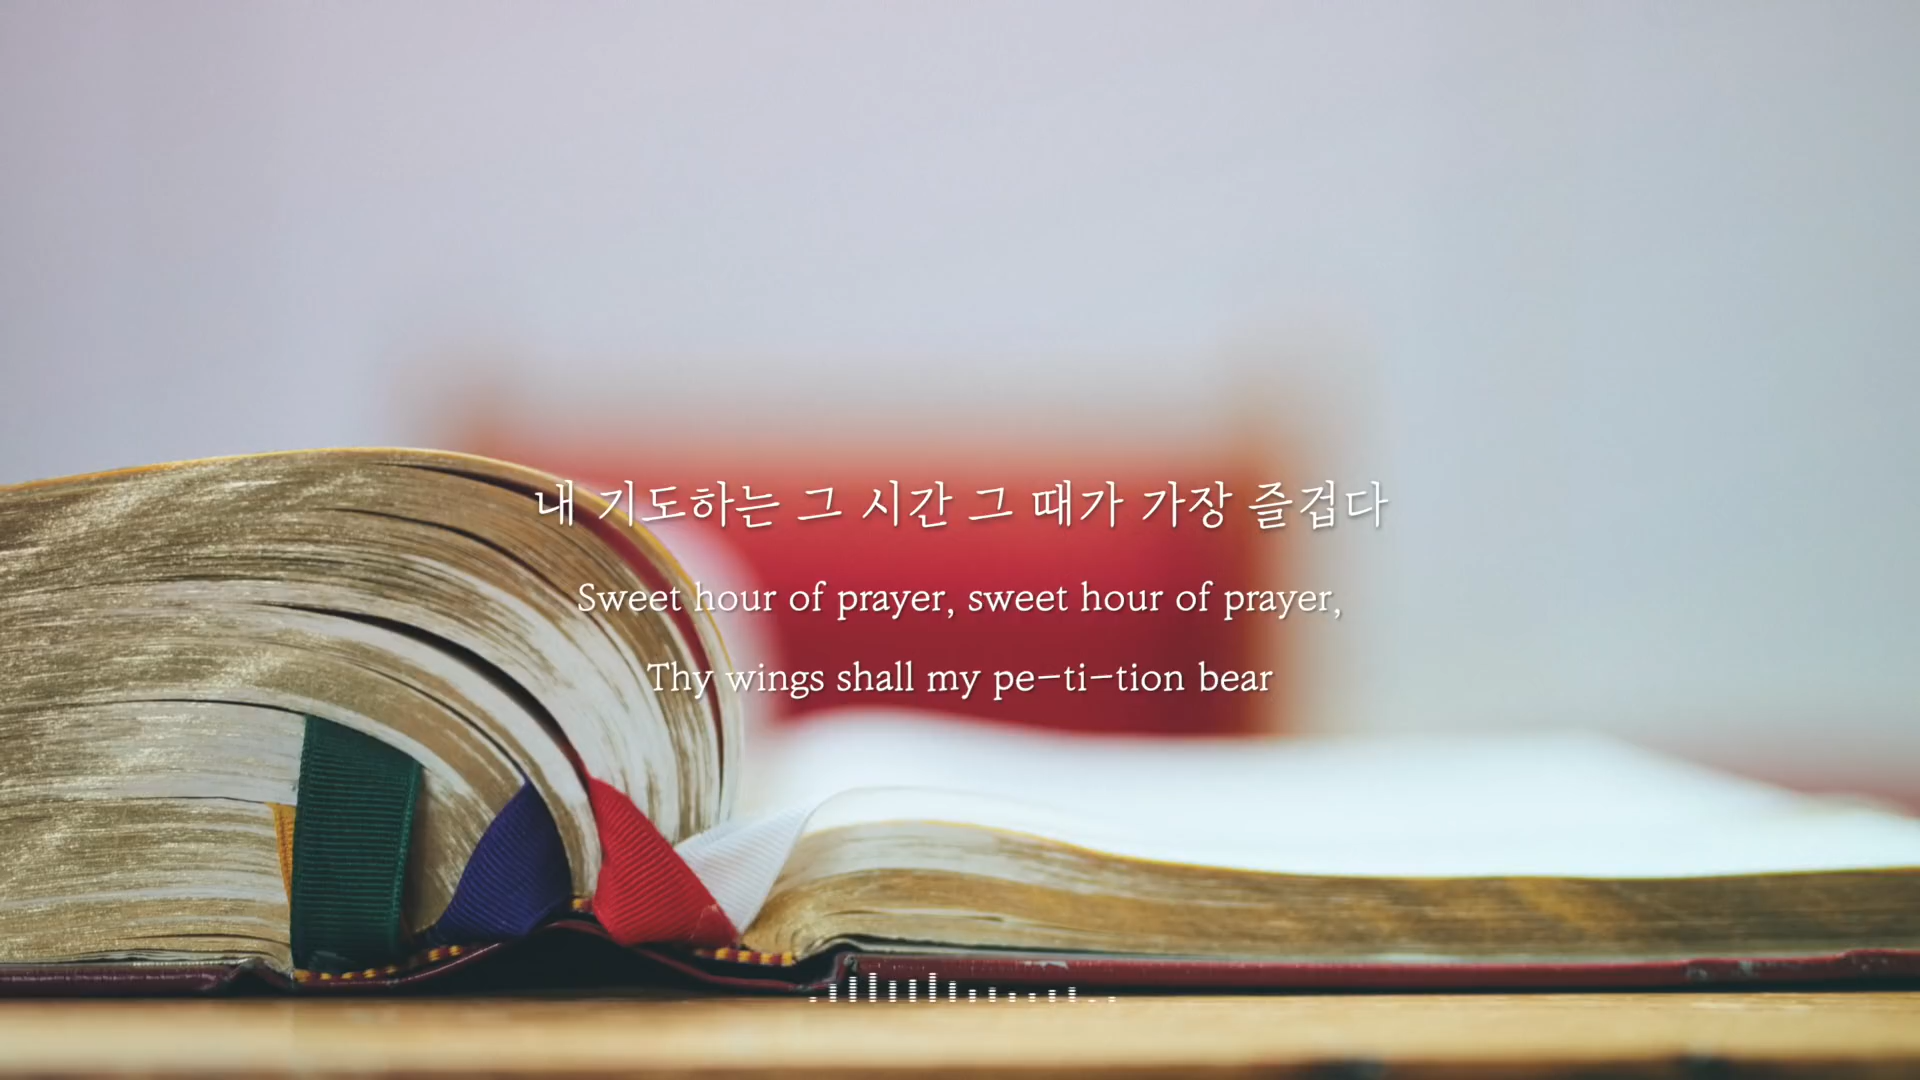 내 기도하는 그 시간 그 때가 가장 즐겁다
Sweet hour of prayer, sweet hour of prayer,
Thy wings shall my pe-ti-tion bear